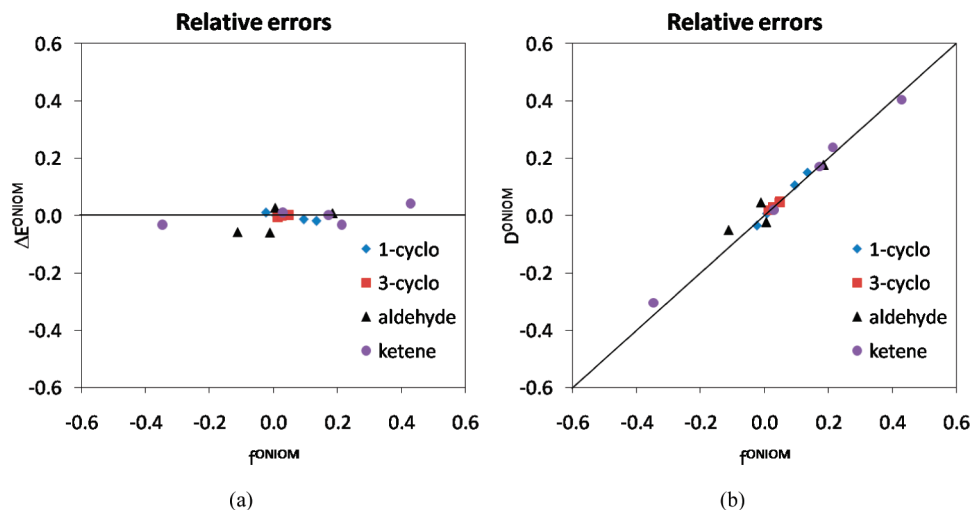 Relative errors
0.6
0.4
0.2
0.0
-0.2
-0.4
-0.6
ΔE^ONIOM
1-cyclo
3-cyclo
aldehyde
ketene
-0.6 -0.4 -0.2 0.0 0.2 0.4 0.6
f^ONIOM
(a)
Relative errors
0.6
0.4
0.2
0.0
-0.2
-0.4
-0.6
D^ONIOM
1-cyclo
3-cyclo
aldehyde
ketene
-0.6 -0.4 -0.2 0.0 0.2 0.4 0.6
f^ONIOM
(b)